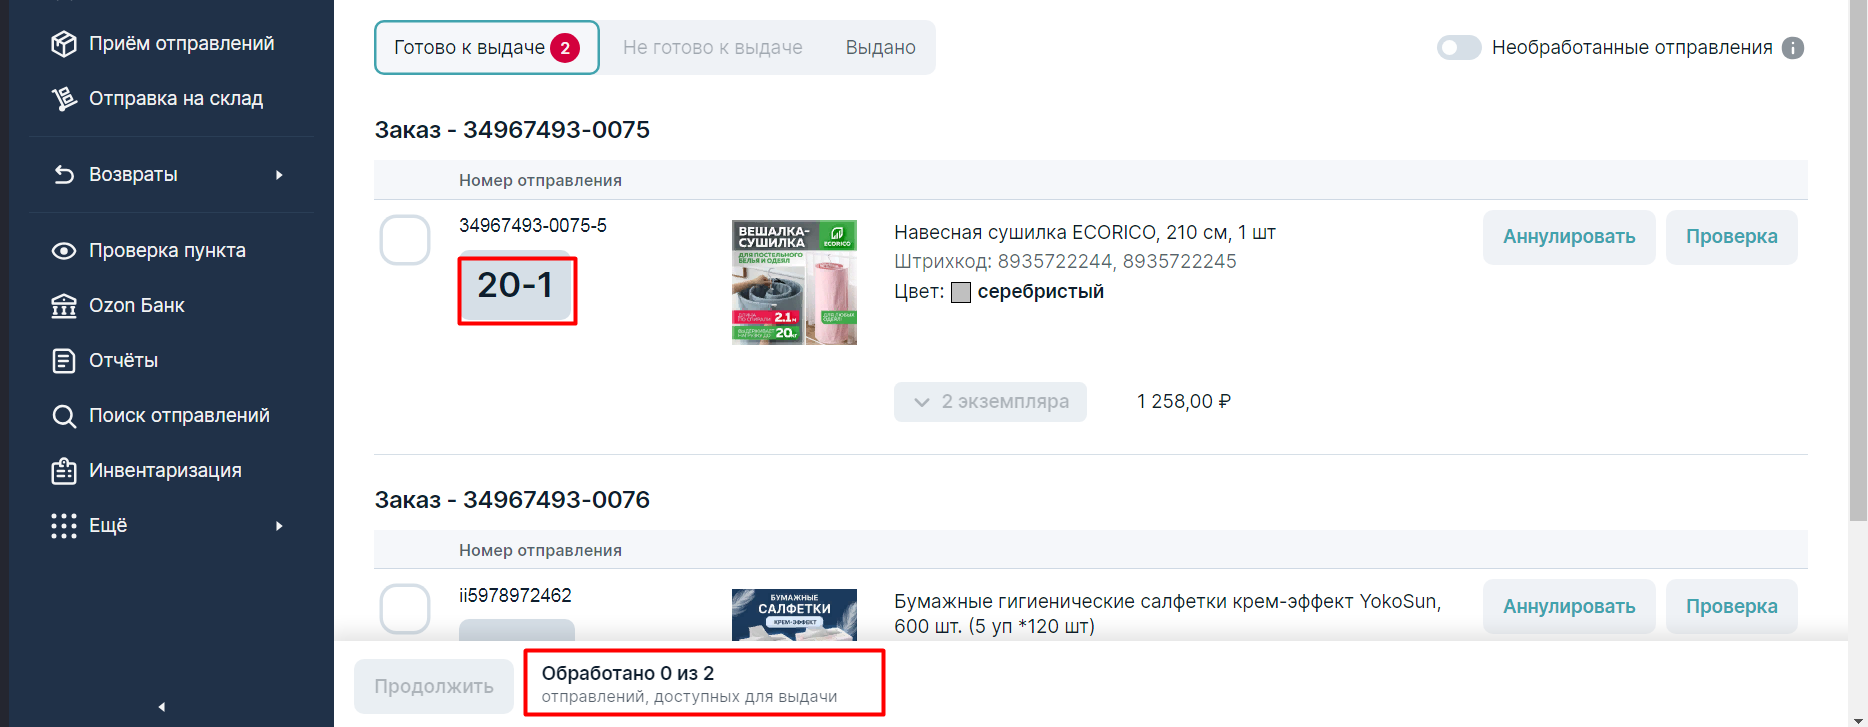 Приём отправлений
Отправка на склад
Возвраты
Проверка пункта
Ozon Банк
Отчёты
Поиск отправлений
Инвентаризация
Ещё
Готово к выдаче 2
Не готово к выдаче
Выдано
Необработанные отправления
Заказ - 34967493-0075
Номер отправления
34967493-0075-5
20-1
ВЕШАЛКА-
СУШИЛКА
ECORICO
ДЛЯ ПОСТЕЛЬНОГО
БЕЛЬЯ И ОДЕЯЛ
2.1м
20кг
Навесная сушилка ECORICO, 210 см, 1 шт
Штрихкод: 8935722244, 8935722245
Цвет: серебристый
Аннулировать
Проверка
2 экземпляра
1 258,00 ₽
Заказ - 34967493-0076
Номер отправления
ii5978972462
БУМАЖНЫЕ
САЛФЕТКИ
КРЕМ-ЭФФЕКТ
Бумажные гигиенические салфетки крем-эффект YokoSun,
600 шт. (5 уп *120 шт)
Аннулировать
Проверка
Продолжить
Обработано 0 из 2
отправлений, доступных для выдачи